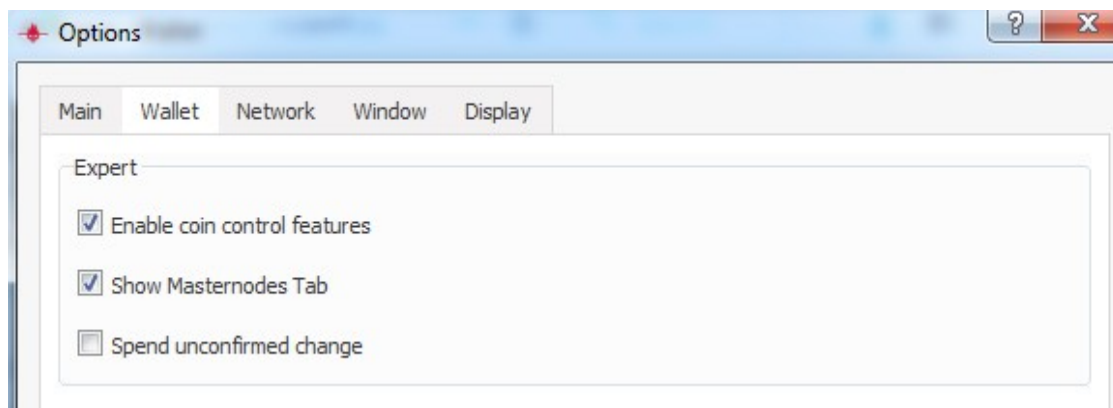 Options
Main Wallet Network Window Display
Expert
Enable coin control features
Show Masternodes Tab
Spend unconfirmed change